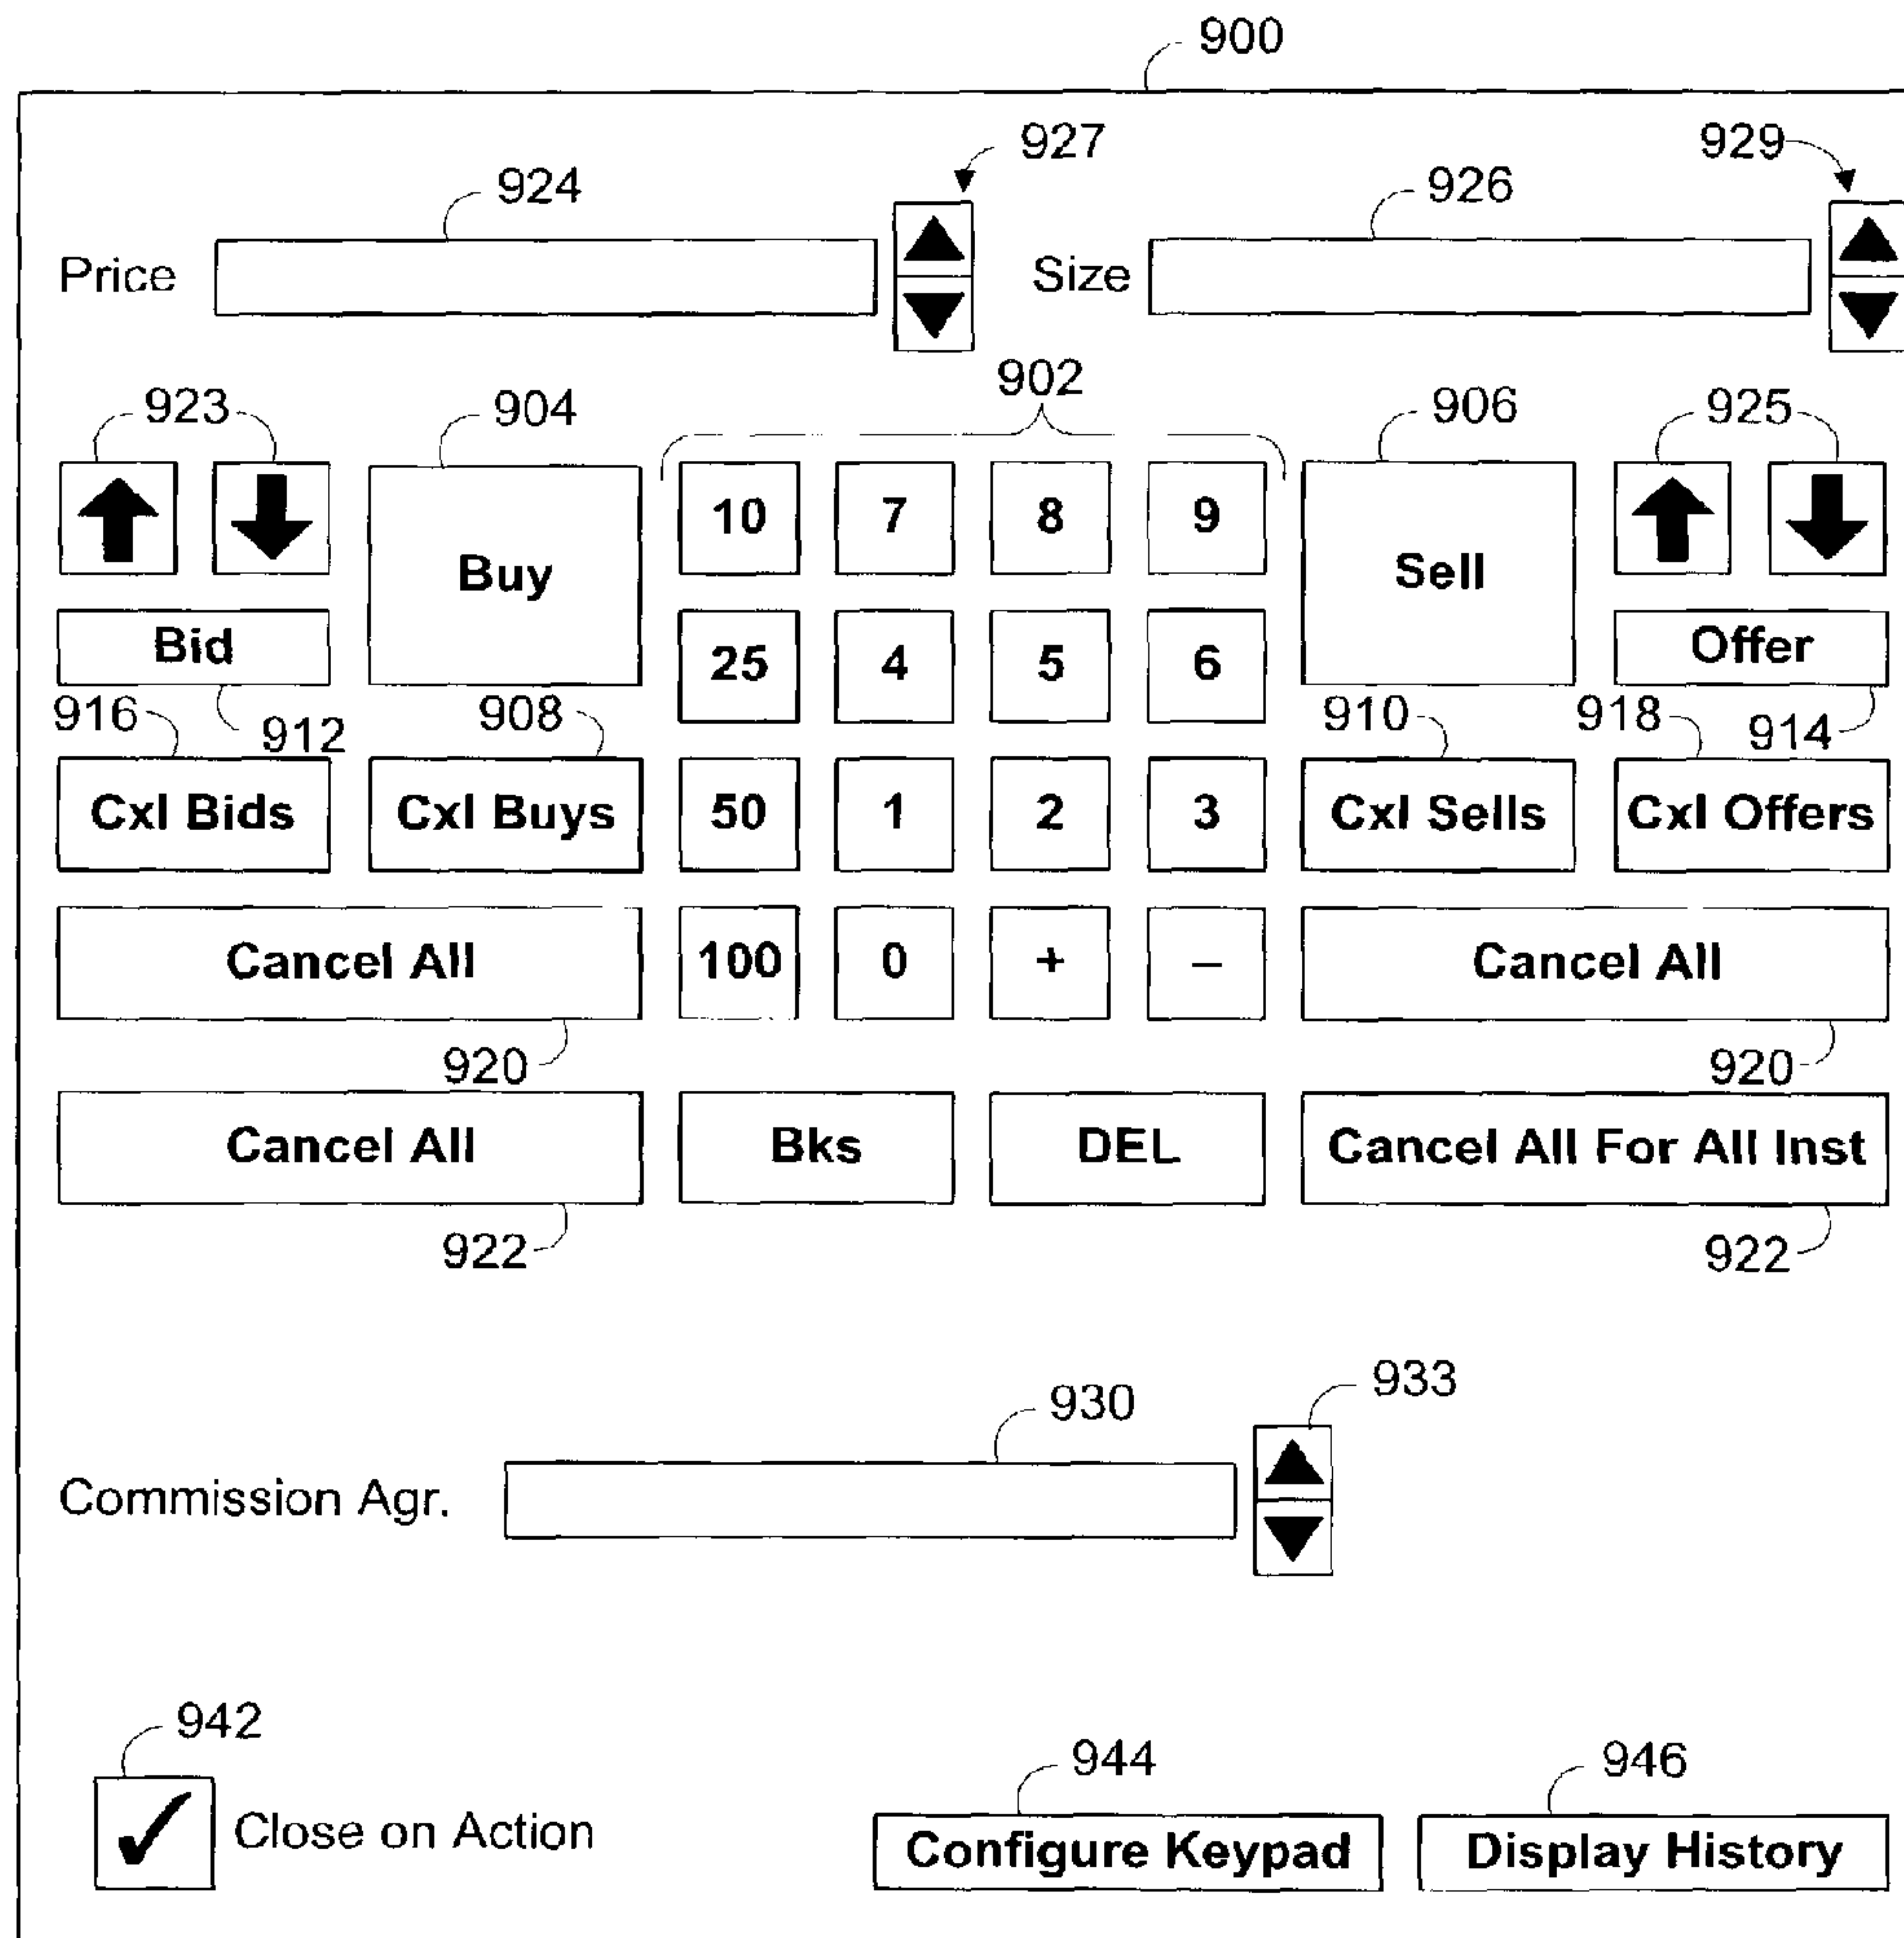 900
927 929
924 926
Price Size
902
923 904 906 925
10 7 8 9
Buy Sell
Bid 25 4 5 6 Offer
916 912 908 910 918 914
Cxl Bids Cxl Buys 50 1 2 3 Cxl Sells Cxl Offers
Cancel All 100 0 + – Cancel All
920 920
Cancel All Bks DEL Cancel All For All Inst
922 922
930 933
Commission Agr.
942
944 946
✓ Close on Action Configure Keypad Display History